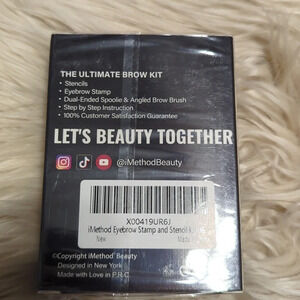 THE ULTIMATE BROW KIT
- Stencils
- Eyebrow Stamp
- Dual-Ended Spoolie & Angled Brow Brush
- Step by Step Instruction
- 100% Customer Satisfaction Guarantee
LET'S BEAUTY TOGETHER
@iMethodBeauty
X00419UR6J
iMethod Eyebrow Stamp and Stencil
New
©Copyright iMethod Beauty
Designed in New York
Made with Love in P.R.C.